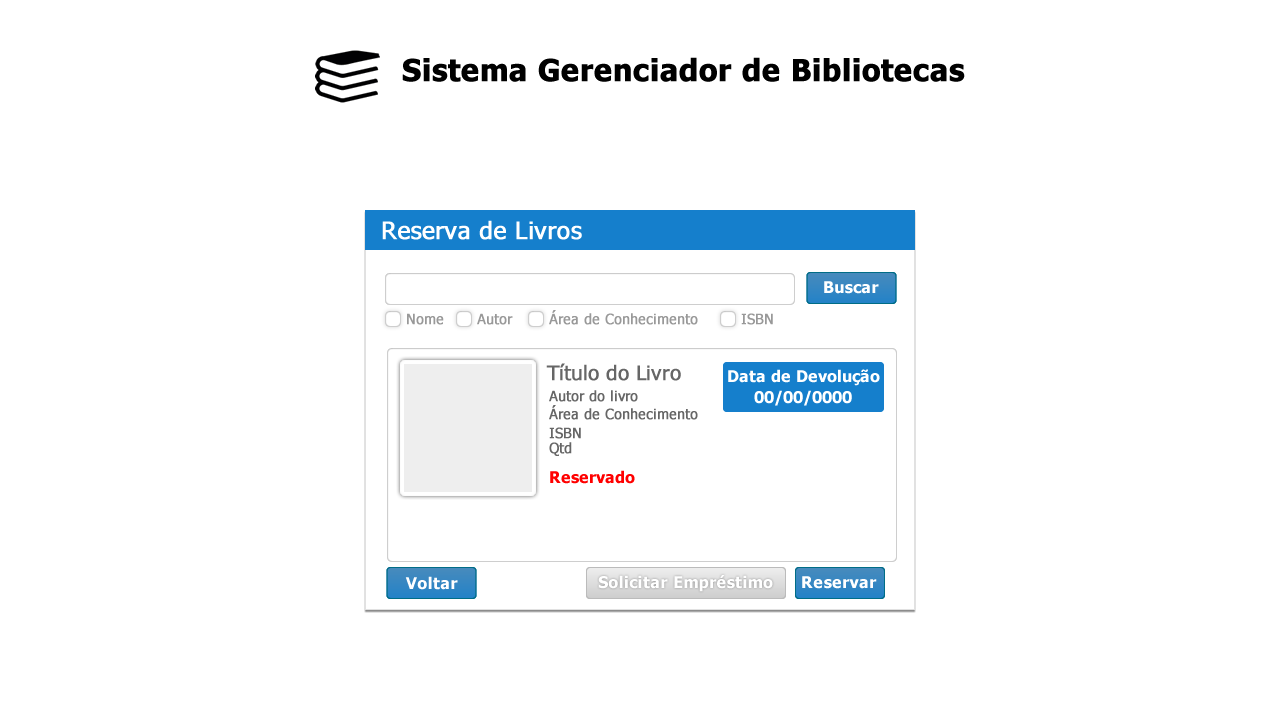 Sistema Gerenciador de Bibliotecas
Reserva de Livros
Buscar
Nome Autor Área de Conhecimento ISBN
Título do Livro
Autor do livro
Área de Conhecimento
ISBN
Qtd
Reservado
Data de Devolução
00/00/0000
Voltar Solicitar Empréstimo Reservar